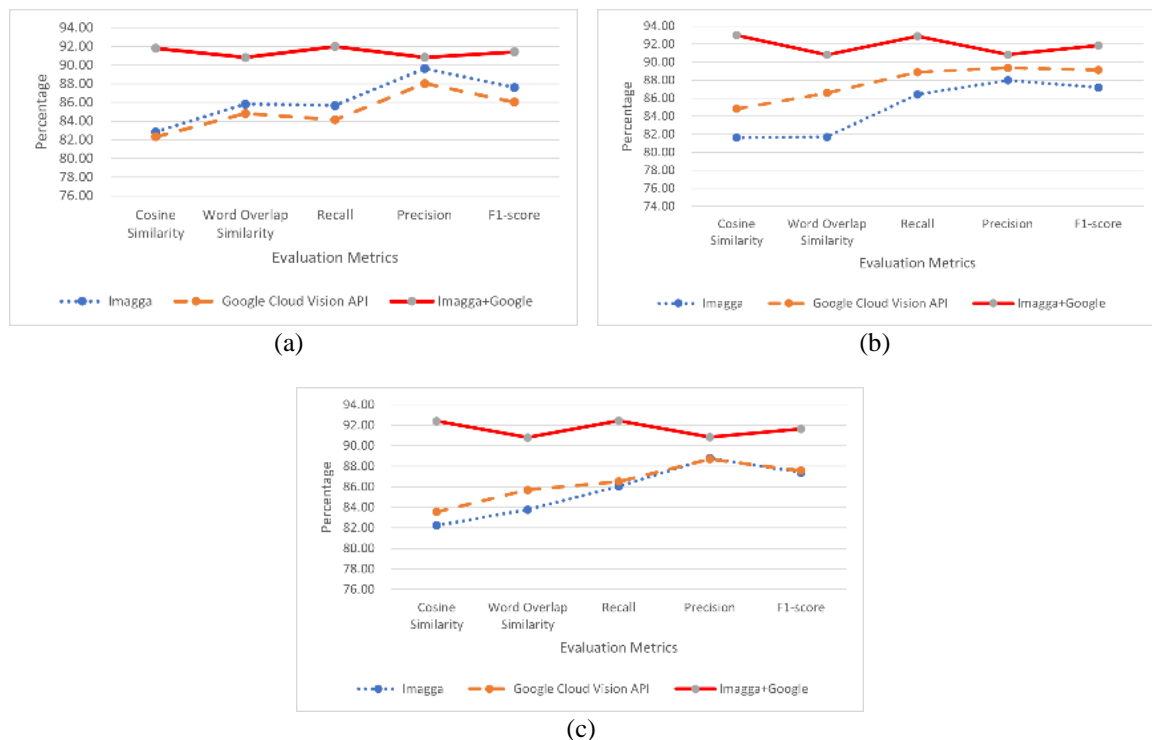 94.00
92.00
90.00
88.00
86.00
84.00
82.00
80.00
78.00
76.00
Percentage
Cosine Similarity
Word Overlap Similarity
Recall
Precision
F1-score
Evaluation Metrics
Imagga
Google Cloud Vision API
Imagga+Google
(a)
94.00
92.00
90.00
88.00
86.00
84.00
82.00
80.00
78.00
76.00
74.00
Percentage
Cosine Similarity
Word Overlap Similarity
Recall
Precision
F1-score
Evaluation Metrics
Imagga
Google Cloud Vision API
Imagga+Google
(b)
94.00
92.00
90.00
88.00
86.00
84.00
82.00
80.00
78.00
76.00
Percentage
Cosine Similarity
Word Overlap Similarity
Recall
Precision
F1-score
Evaluation Metrics
Imagga
Google Cloud Vision API
Imagga+Google
(c)